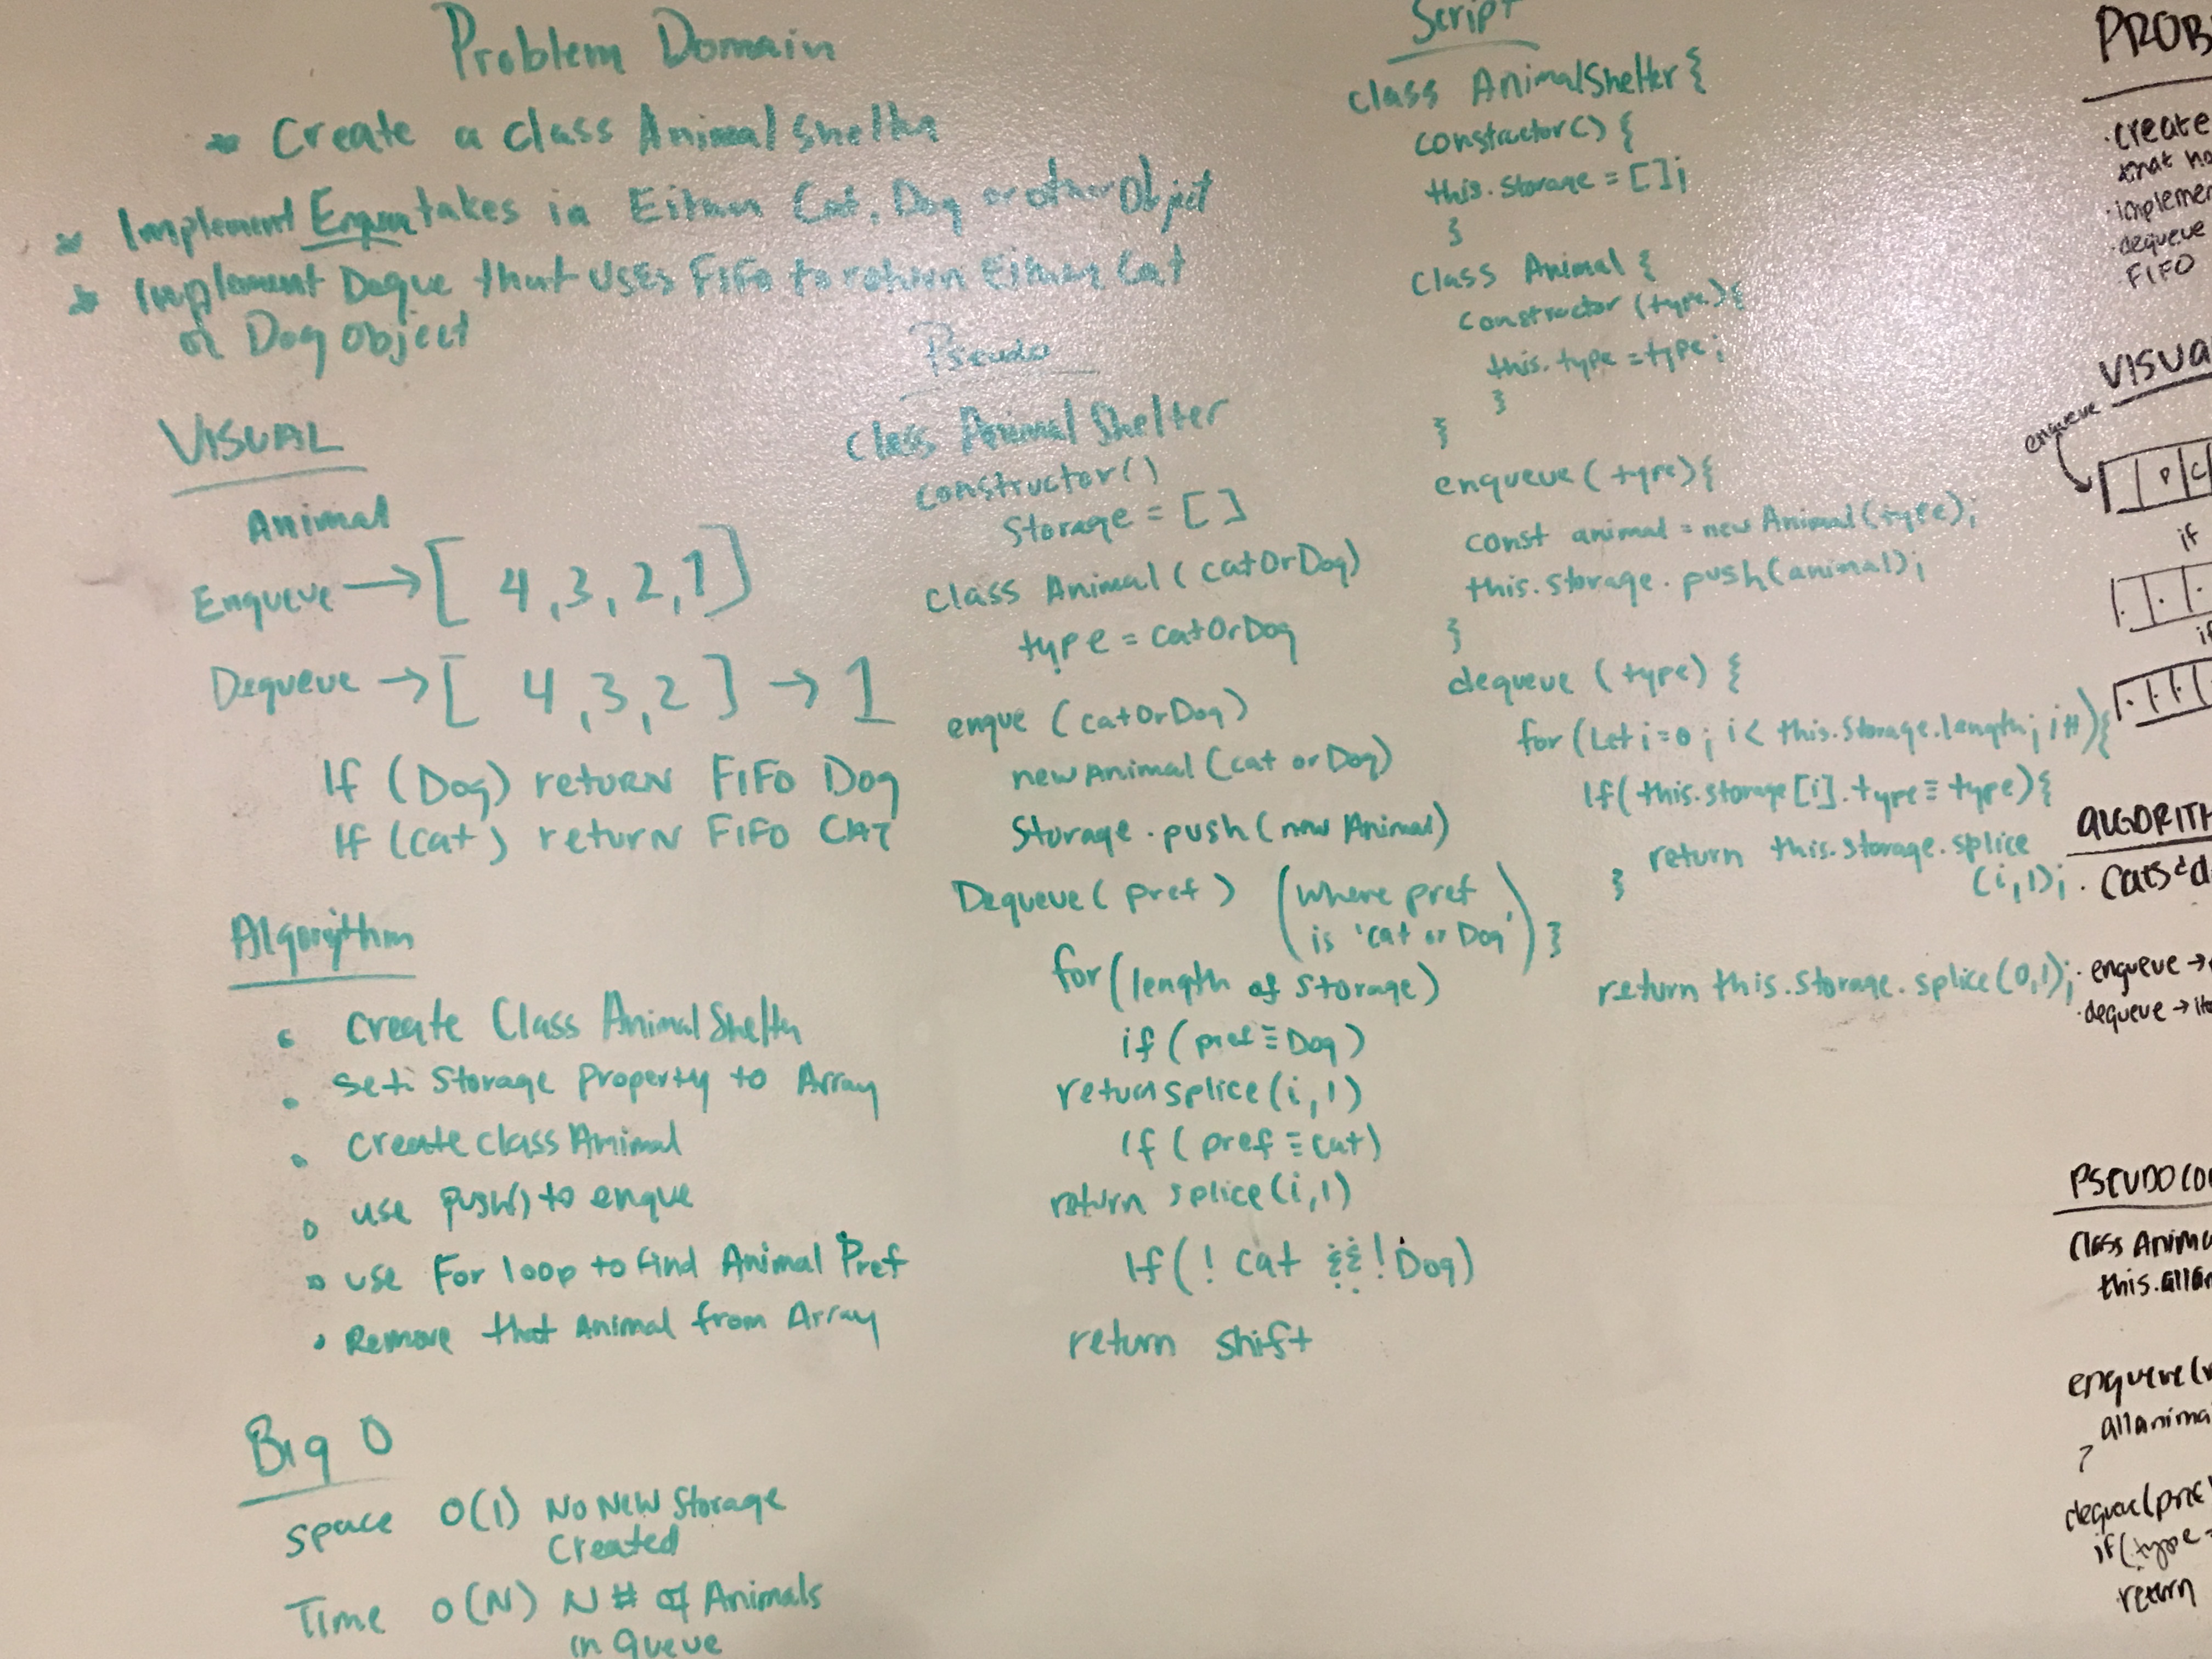 Problem Domain
* Create a class Animal Shelter
* Implement Enque takes in Either Cat, Dog or other Object
* Implement Deque that uses FIFO to return Either Cat
or Dog object
VISUAL
Animal
Enqueue → [ 4, 3, 2, 1 ]
Dequeue → [ 4, 3, 2 ] → 1
If (Dog) return FIFO Dog
If (cat) return FIFO CAT
Algorithm
create Class Animal Shelter
set: Storage Property to Array
create class Animal
use push() to enque
use For loop to find Animal Pref
Remove that Animal from Array
Big O
Space O(1) No New Storage
Created
Time O(N) N # of Animals
in Queue
Pseudo
Class Animal Shelter
constructor()
Storage = [ ]
class Animal (catOrDog)
type = catOrDog
enque (catOrDog)
new Animal (cat or Dog)
Storage.push (new Animal)
Dequeue (pref) (where pref
is 'cat or Dog')
for (length of storage)
if (pref ≡ Dog)
return splice (i, 1)
If (pref ≡ cat)
return splice (i, 1)
If (! cat && ! Dog)
return shift
Script
class AnimalShelter {
constructor() {
this.storage = [];
}
Class Animal {
constructor (type) {
this.type = type;
}
}
enqueue (type) {
const animal = new Animal (type);
this.storage.push(animal);
}
dequeue (type) {
for (Let i=0; i< this.storage.length; i++) {
If (this.storage[i].type ≡ type) {
return this.storage.splice
(i,1);
}
}
return this.storage.splice(0,1);
PROB
· create
that ho
· implemen
· dequeue
FIFO
VISUA
enqueue
P C
if
if
ALGORITH
· Cats & d
· enqueue →
· dequeue → ite
PSEUDO CO
Class Anima
this.allAn
enqueue (
allAnima
}
dequeue (pre
if (type =
return